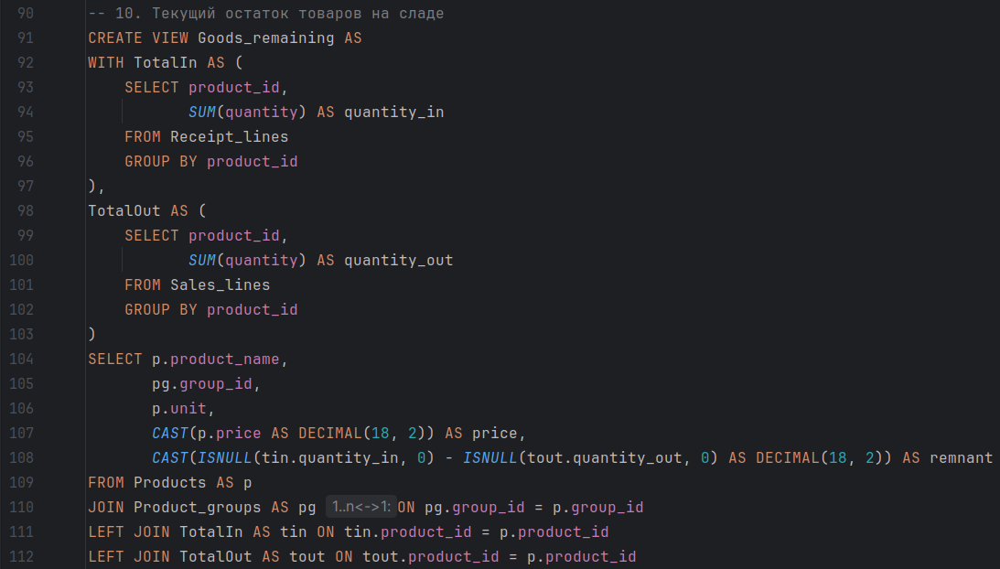 90 -- 10. Текущий остаток товаров на сладе
91 CREATE VIEW Goods_remaining AS
92 WITH TotalIn AS (
93     SELECT product_id,
94            SUM(quantity) AS quantity_in
95     FROM Receipt_lines
96     GROUP BY product_id
97 ),
98 TotalOut AS (
99     SELECT product_id,
100            SUM(quantity) AS quantity_out
101     FROM Sales_lines
102     GROUP BY product_id
103 )
104 SELECT p.product_name,
105        pg.group_id,
106        p.unit,
107        CAST(p.price AS DECIMAL(18, 2)) AS price,
108        CAST(ISNULL(tin.quantity_in, 0) - ISNULL(tout.quantity_out, 0) AS DECIMAL(18, 2)) AS remnant
109 FROM Products AS p
110 JOIN Product_groups AS pg 1..n<->1: ON pg.group_id = p.group_id
111 LEFT JOIN TotalIn AS tin ON tin.product_id = p.product_id
112 LEFT JOIN TotalOut AS tout ON tout.product_id = p.product_id